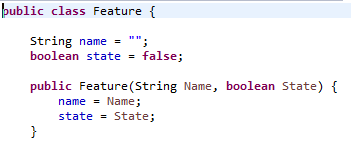 public class Feature {
String name = "";
boolean state = false;
public Feature(String Name, boolean State) {
name = Name;
state = State;
}